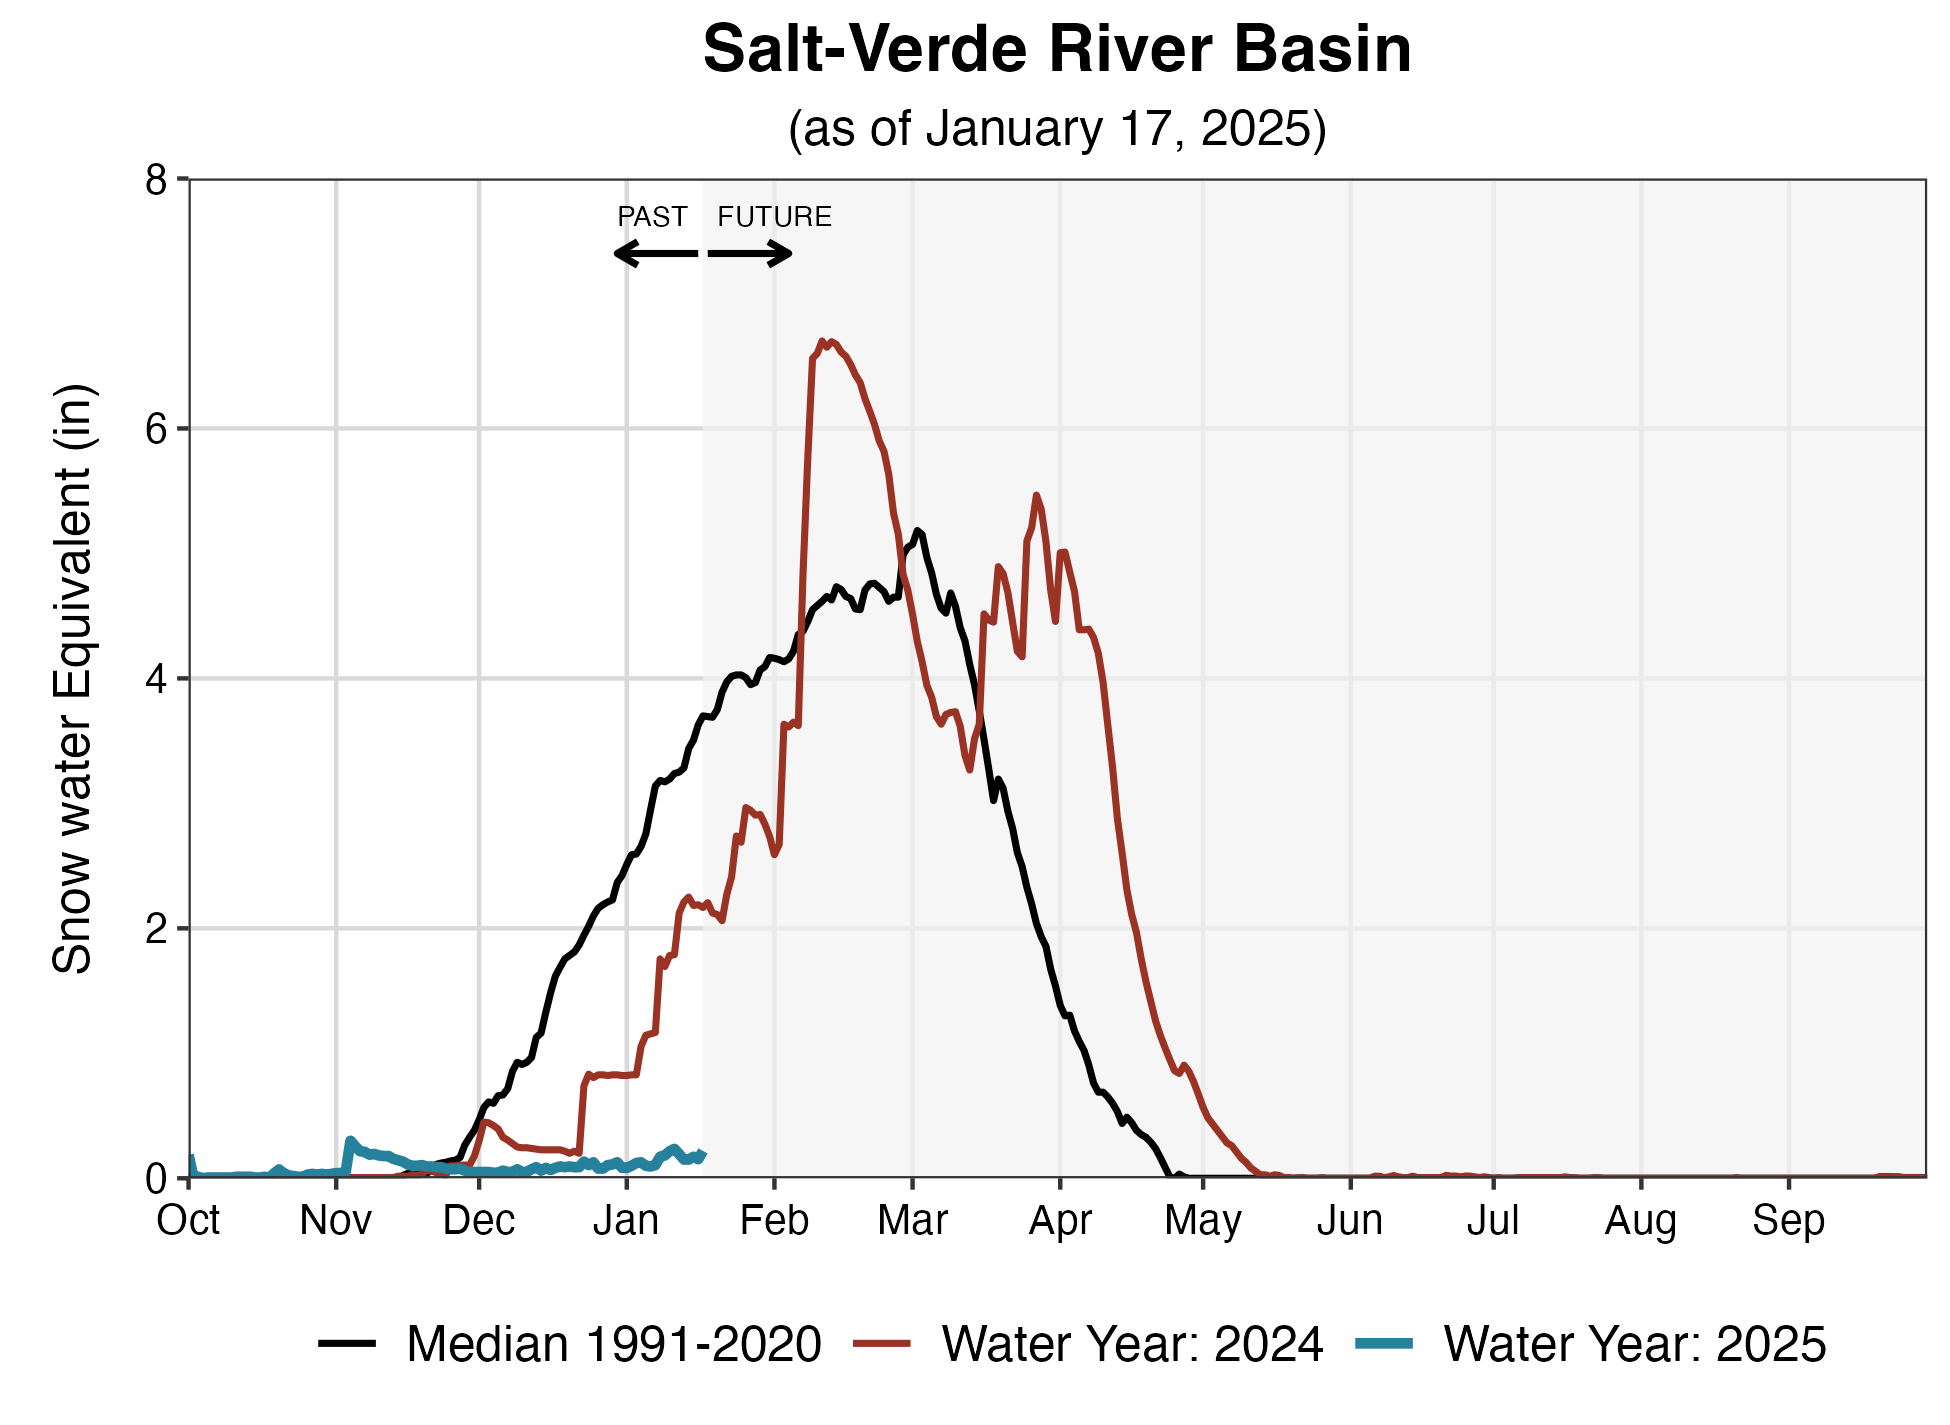 Salt-Verde River Basin
(as of January 17, 2025)
PAST FUTURE
Snow water Equivalent (in)
8
6
4
2
0
Oct Nov Dec Jan Feb Mar Apr May Jun Jul Aug Sep
Median 1991-2020 Water Year: 2024 Water Year: 2025